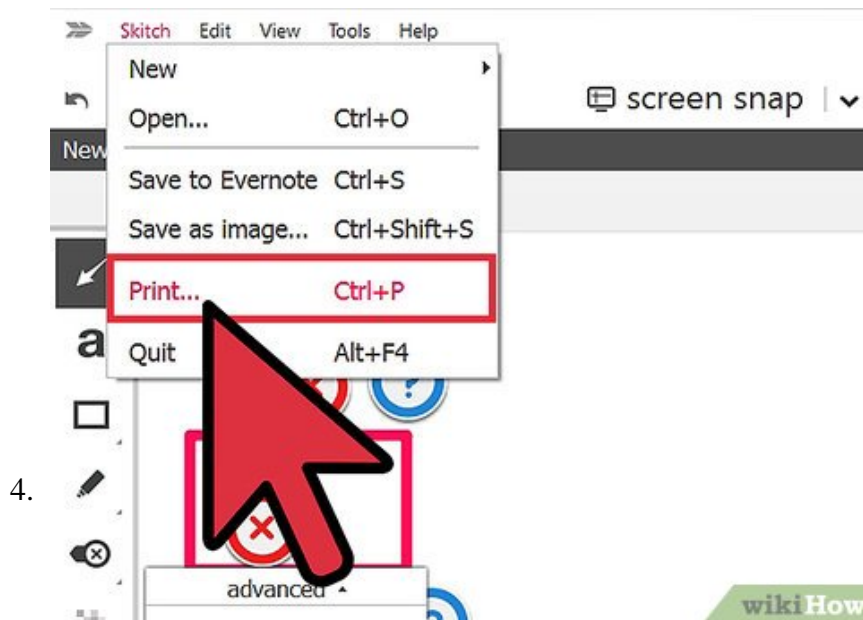 Skitch Edit View Tools Help
New
Open... Ctrl+O
screen snap
New
Save to Evernote Ctrl+S
Save as image... Ctrl+Shift+S
Print... Ctrl+P
a
Quit Alt+F4
4.
advanced
wikiHow